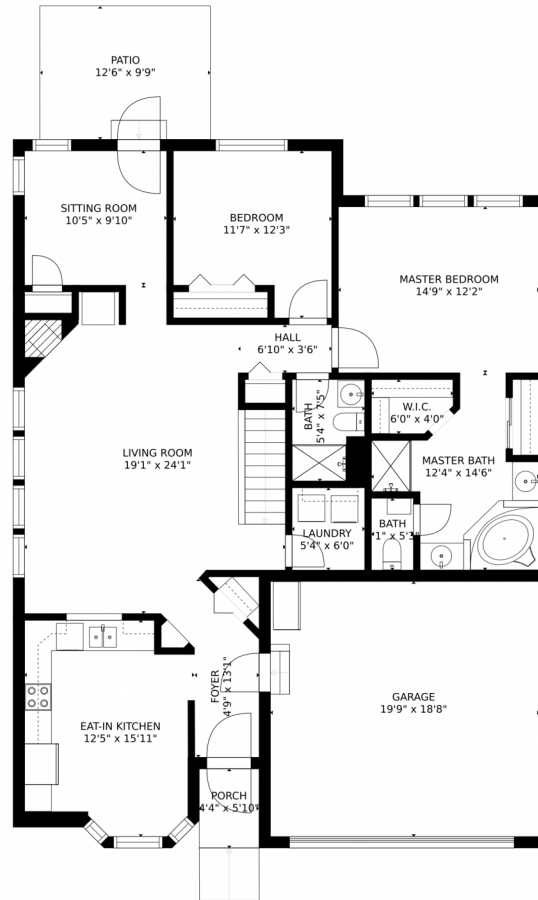 PATIO
12'6" x 9'9"
SITTING ROOM
10'5" x 9'10"
BEDROOM
11'7" x 12'3"
MASTER BEDROOM
14'9" x 12'2"
HALL
6'10" x 3'6"
BATH
5'4" x 7'5"
W.I.C.
6'0" x 4'0"
LIVING ROOM
19'1" x 24'1"
MASTER BATH
12'4" x 14'6"
LAUNDRY
5'4" x 6'0"
BATH
FOYER
4'9" x 13'1"
GARAGE
19'9" x 18'8"
EAT-IN KITCHEN
12'5" x 15'11"
PORCH
4'4" x 5'10"